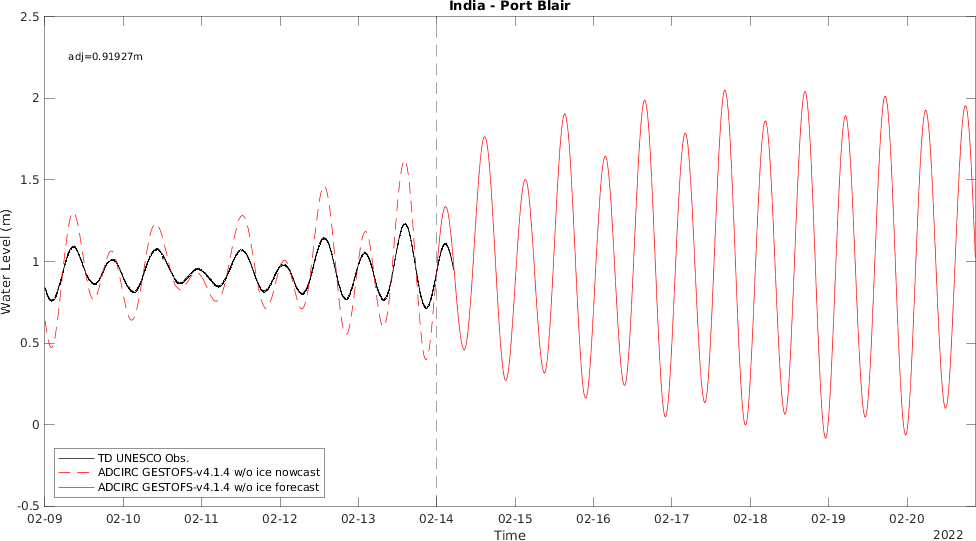 India - Port Blair
2.5
adj=0.91927m
2
1.5
1
0.5
0
-0.5
Water Level (m)
TD UNESCO Obs.
ADCIRC GESTOFS-v4.1.4 w/o ice nowcast
ADCIRC GESTOFS-v4.1.4 w/o ice forecast
02-09 02-10 02-11 02-12 02-13 02-14 02-15 02-16 02-17 02-18 02-19 02-20
Time
2022